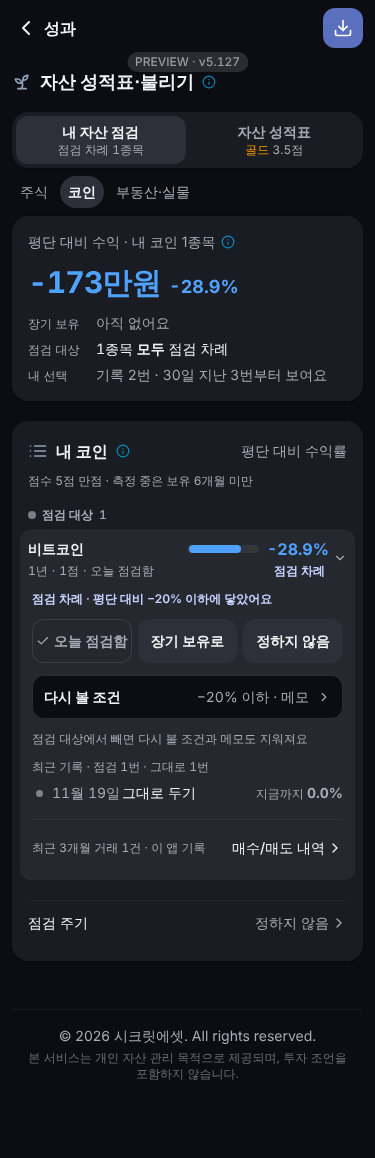 성과
PREVIEW · v5.127
자산 성적표·불리기
내 자산 점검
점검 차례 1종목
자산 성적표
골드 3.5점
주식 코인 부동산·실물
평단 대비 수익 · 내 코인 1종목
-173만원 -28.9%
장기 보유 아직 없어요
점검 대상 1종목 모두 점검 차례
내 선택 기록 2번 · 30일 지난 3번부터 보여요
내 코인 평단 대비 수익률
점수 5점 만점 · 측정 중은 보유 6개월 미만
점검 대상 1
비트코인 -28.9%
1년 · 1점 · 오늘 점검함 점검 차례
점검 차례 · 평단 대비 −20% 이하에 닿았어요
오늘 점검함 장기 보유로 정하지 않음
다시 볼 조건 −20% 이하 · 메모
점검 대상에서 빼면 다시 볼 조건과 메모도 지워져요
최근 기록 · 점검 1번 · 그대로 1번
11월 19일 그대로 두기 지금까지 0.0%
최근 3개월 거래 1건 · 이 앱 기록 매수/매도 내역
점검 주기 정하지 않음
© 2026 시크릿에셋. All rights reserved.
본 서비스는 개인 자산 관리 목적으로 제공되며, 투자 조언을
포함하지 않습니다.